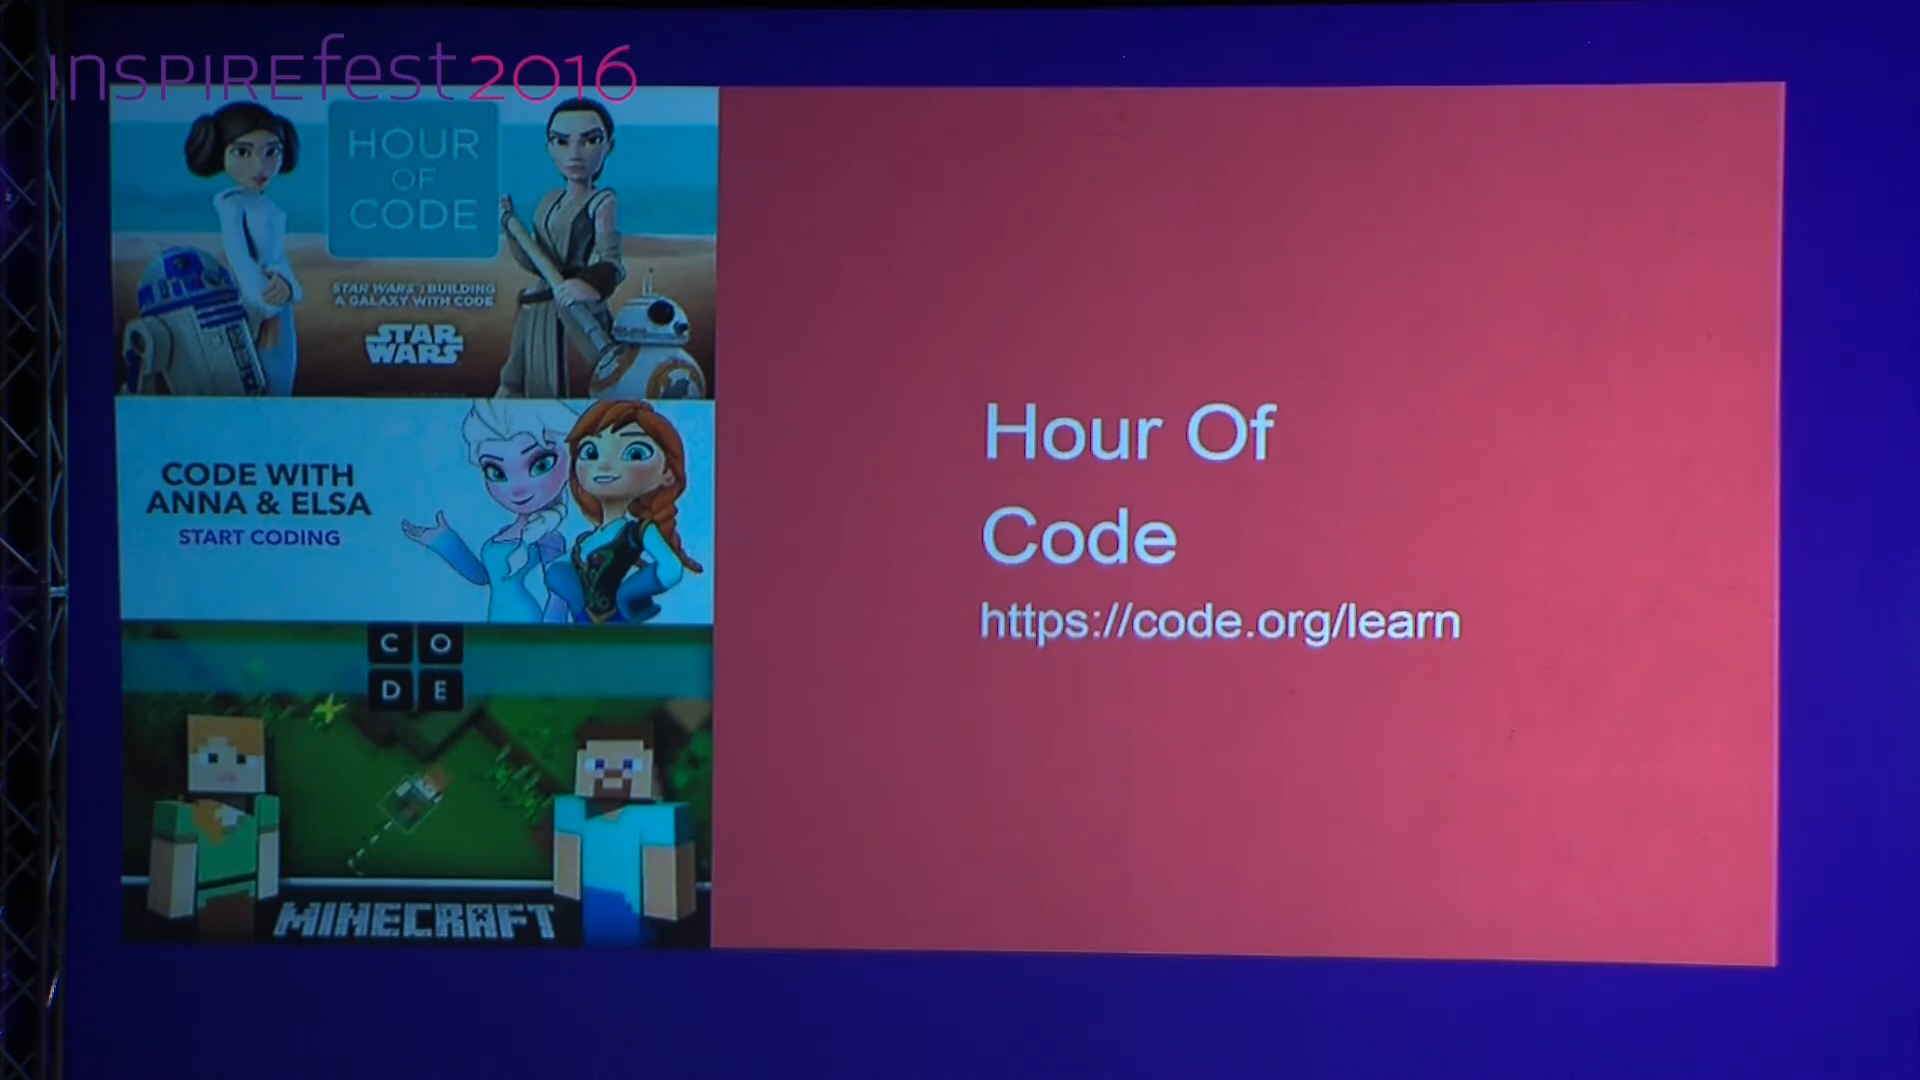 inspirefest2016
HOUR
OF
CODE
STAR WARS: BUILDING
A GALAXY WITH CODE
STAR
WARS
CODE WITH
ANNA & ELSA
START CODING
C O
D E
MINECRAFT
Hour Of
Code
https://code.org/learn